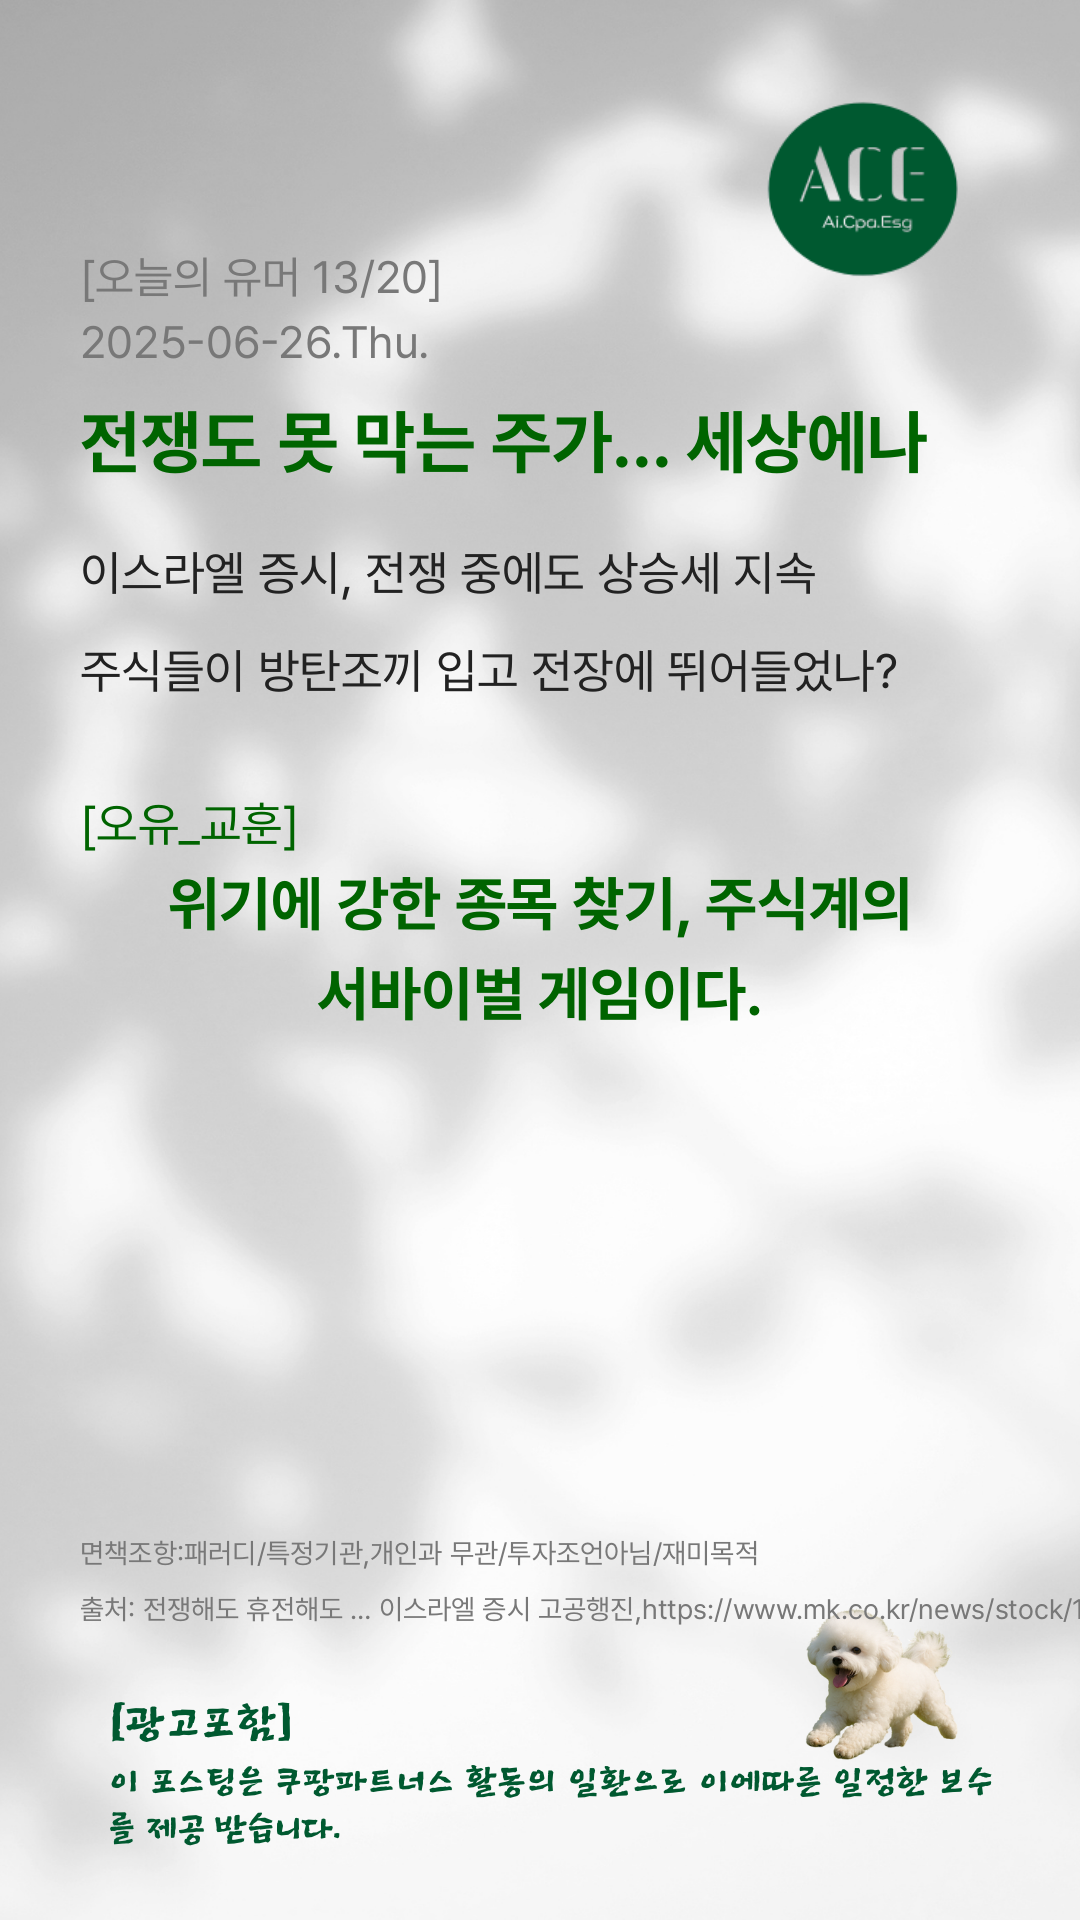 ACE
Ai.Cpa.Esg
[오늘의 유머 13/20]
2025-06-26.Thu.
전쟁도 못 막는 주가... 세상에나
이스라엘 증시, 전쟁 중에도 상승세 지속
주식들이 방탄조끼 입고 전장에 뛰어들었나?
[오유_교훈]
위기에 강한 종목 찾기, 주식계의
서바이벌 게임이다.
면책조항:패러디/특정기관,개인과 무관/투자조언아님/재미목적
출처: 전쟁해도 휴전해도 ... 이스라엘 증시 고공행진,https://www.mk.co.kr/news/stock/1
[광고포함]
이 포스팅은 쿠팡파트너스 활동의 일환으로 이에따른 일정한 보수
를 제공 받습니다.